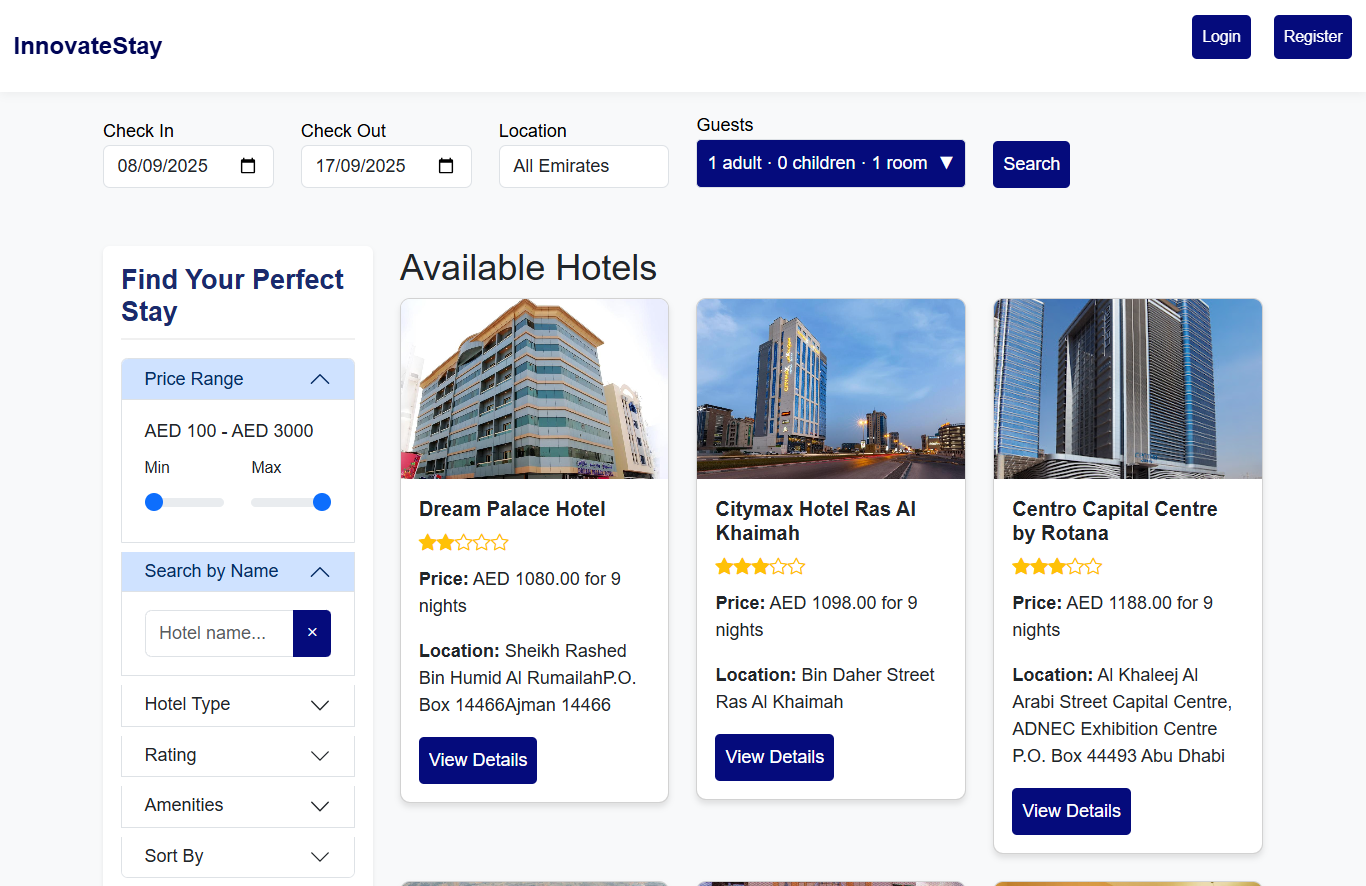 InnovateStay
Login
Register
Check In
Check Out
Location
Guests
08/09/2025
17/09/2025
All Emirates
1 adult · 0 children · 1 room ▼
Search
Find Your Perfect
Stay
Price Range
AED 100 - AED 3000
Min
Max
Search by Name
Hotel name...
×
Hotel Type
Rating
Amenities
Sort By
Available Hotels
Dream Palace Hotel
Price: AED 1080.00 for 9
nights
Location: Sheikh Rashed
Bin Humid Al RumailahP.O.
Box 14466Ajman 14466
View Details
Citymax Hotel Ras Al
Khaimah
Price: AED 1098.00 for 9
nights
Location: Bin Daher Street
Ras Al Khaimah
View Details
Centro Capital Centre
by Rotana
Price: AED 1188.00 for 9
nights
Location: Al Khaleej Al
Arabi Street Capital Centre,
ADNEC Exhibition Centre
P.O. Box 44493 Abu Dhabi
View Details